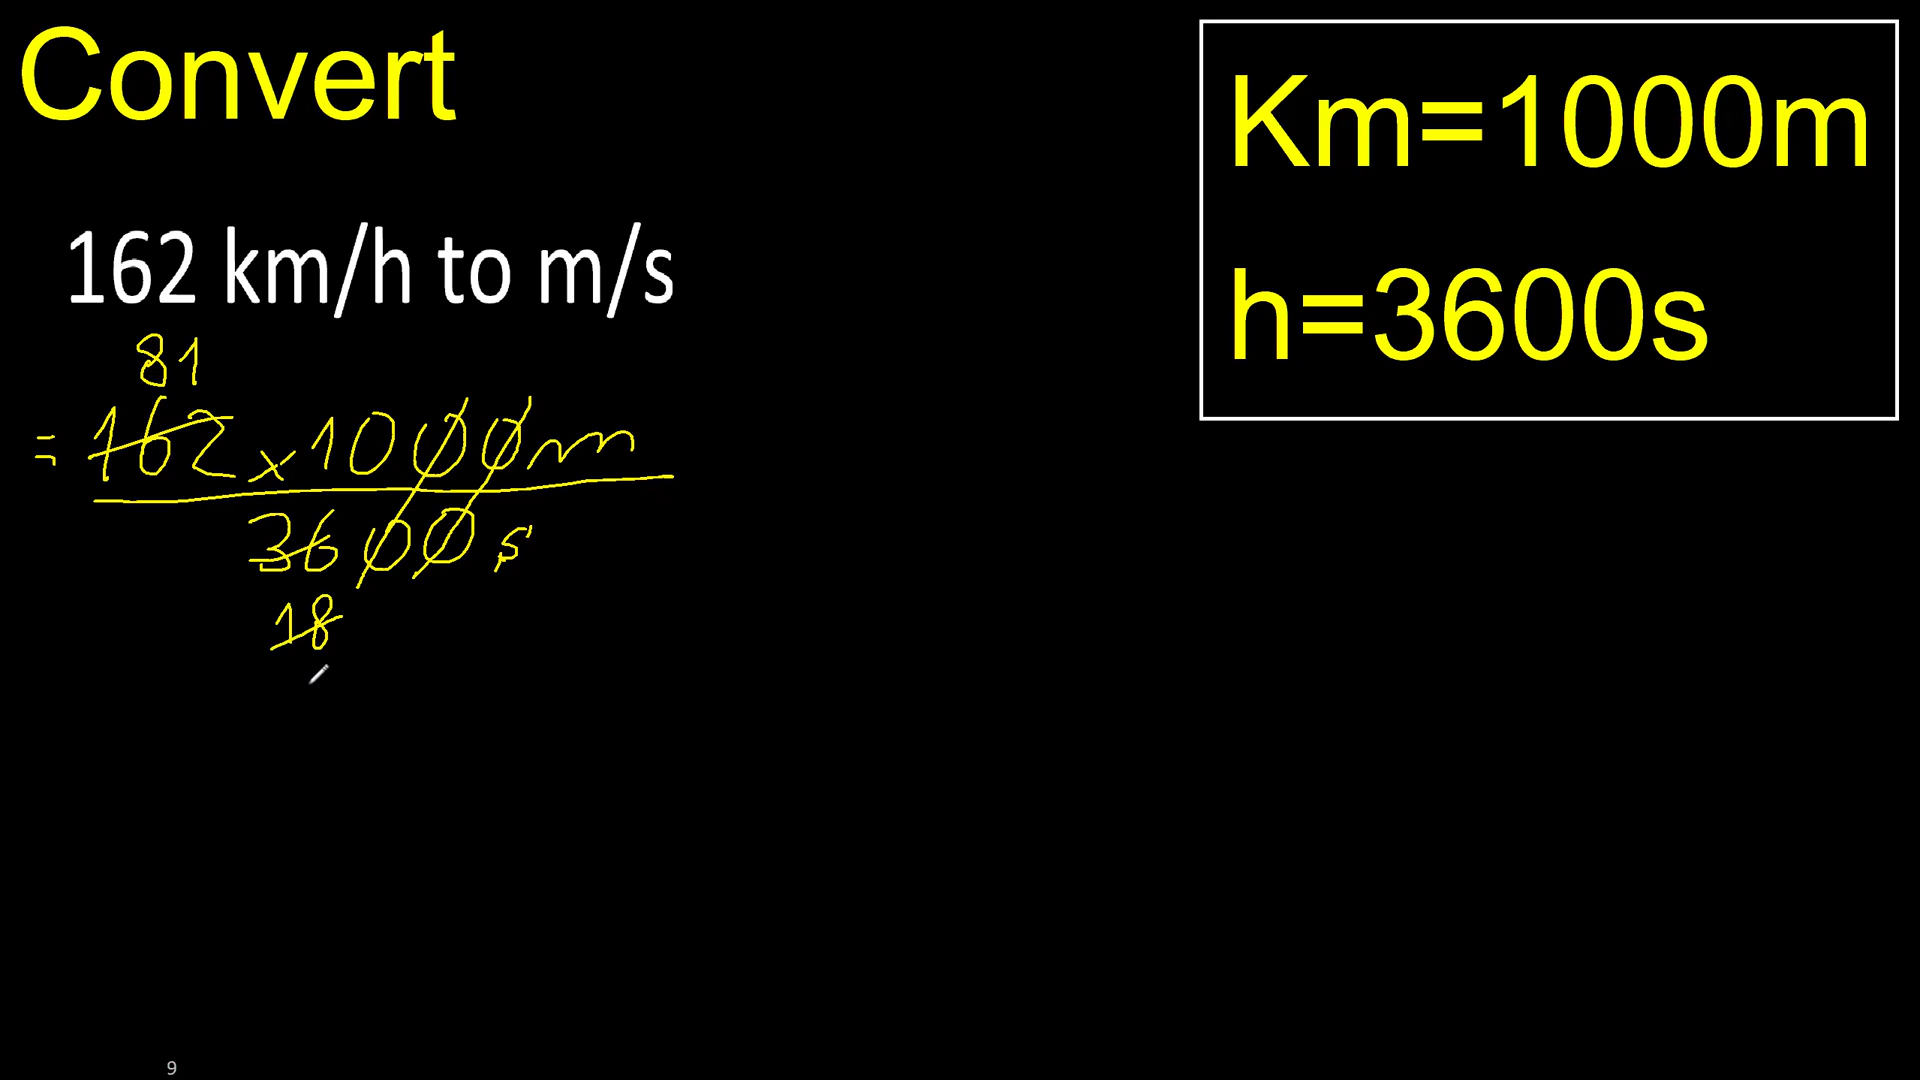 Convert
Km=1000m
h=3600s
162 km/h to m/s
81
= 162 x 1000m
3600 s
18
9